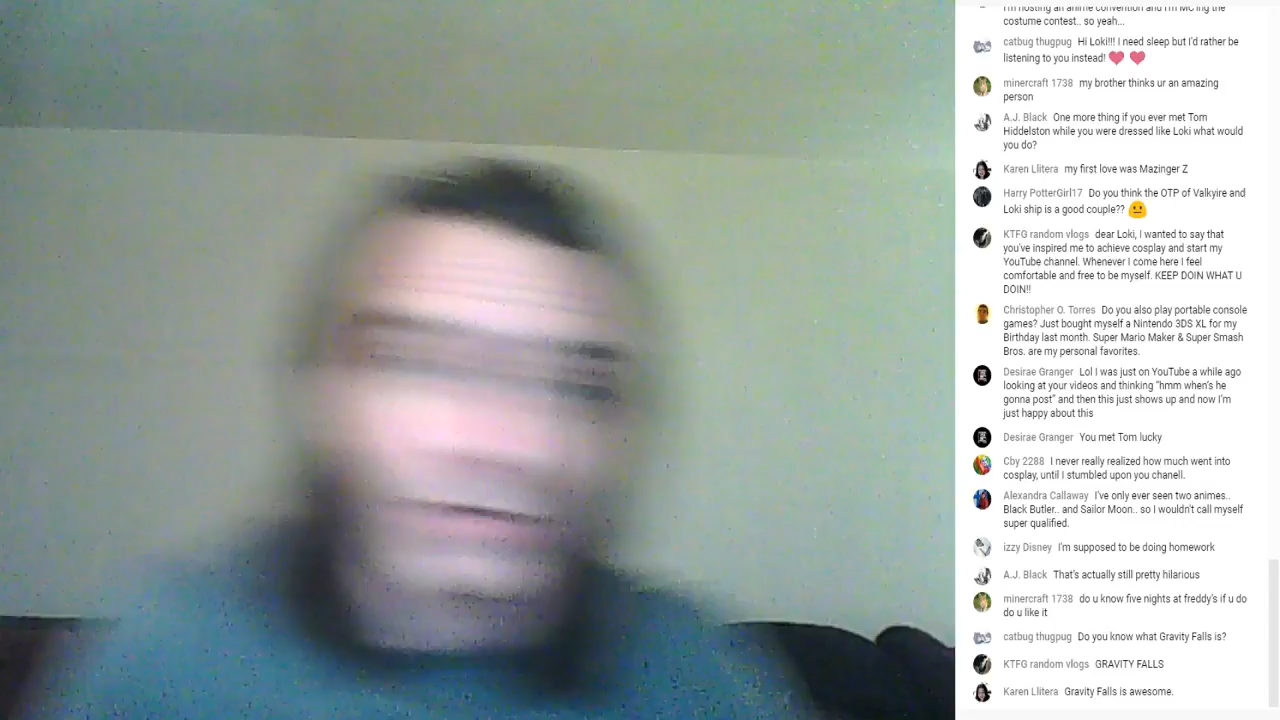 I'm hosting an anime convention and I'm MC'ing the
costume contest.. so yeah...
catbug thugpug Hi Loki!!! I need sleep but I'd rather be
listening to you instead!
minercraft 1738 my brother thinks ur an amazing
person
A.J. Black One more thing if you ever met Tom
Hiddelston while you were dressed like Loki what would
you do?
Karen Llitera my first love was Mazinger Z
Harry PotterGirl17 Do you think the OTP of Valkyire and
Loki ship is a good couple??
KTFG random vlogs dear Loki, I wanted to say that
you've inspired me to achieve cosplay and start my
YouTube channel. Whenever I come here I feel
comfortable and free to be myself. KEEP DOIN WHAT U
DOIN!!
Christopher O. Torres Do you also play portable console
games? Just bought myself a Nintendo 3DS XL for my
Birthday last month. Super Mario Maker & Super Smash
Bros. are my personal favorites.
Desirae Granger Lol I was just on YouTube a while ago
looking at your videos and thinking “hmm when’s he
gonna post” and then this just shows up and now I’m
just happy about this
Desirae Granger You met Tom lucky
Cby 2288 I never really realized how much went into
cosplay, until I stumbled upon you chanell.
Alexandra Callaway I've only ever seen two animes..
Black Butler.. and Sailor Moon.. so I wouldn't call myself
super qualified.
izzy Disney I'm supposed to be doing homework
A.J. Black That's actually still pretty hilarious
minercraft 1738 do u know five nights at freddy's if u do
do u like it
catbug thugpug Do you know what Gravity Falls is?
KTFG random vlogs GRAVITY FALLS
Karen Llitera Gravity Falls is awesome.